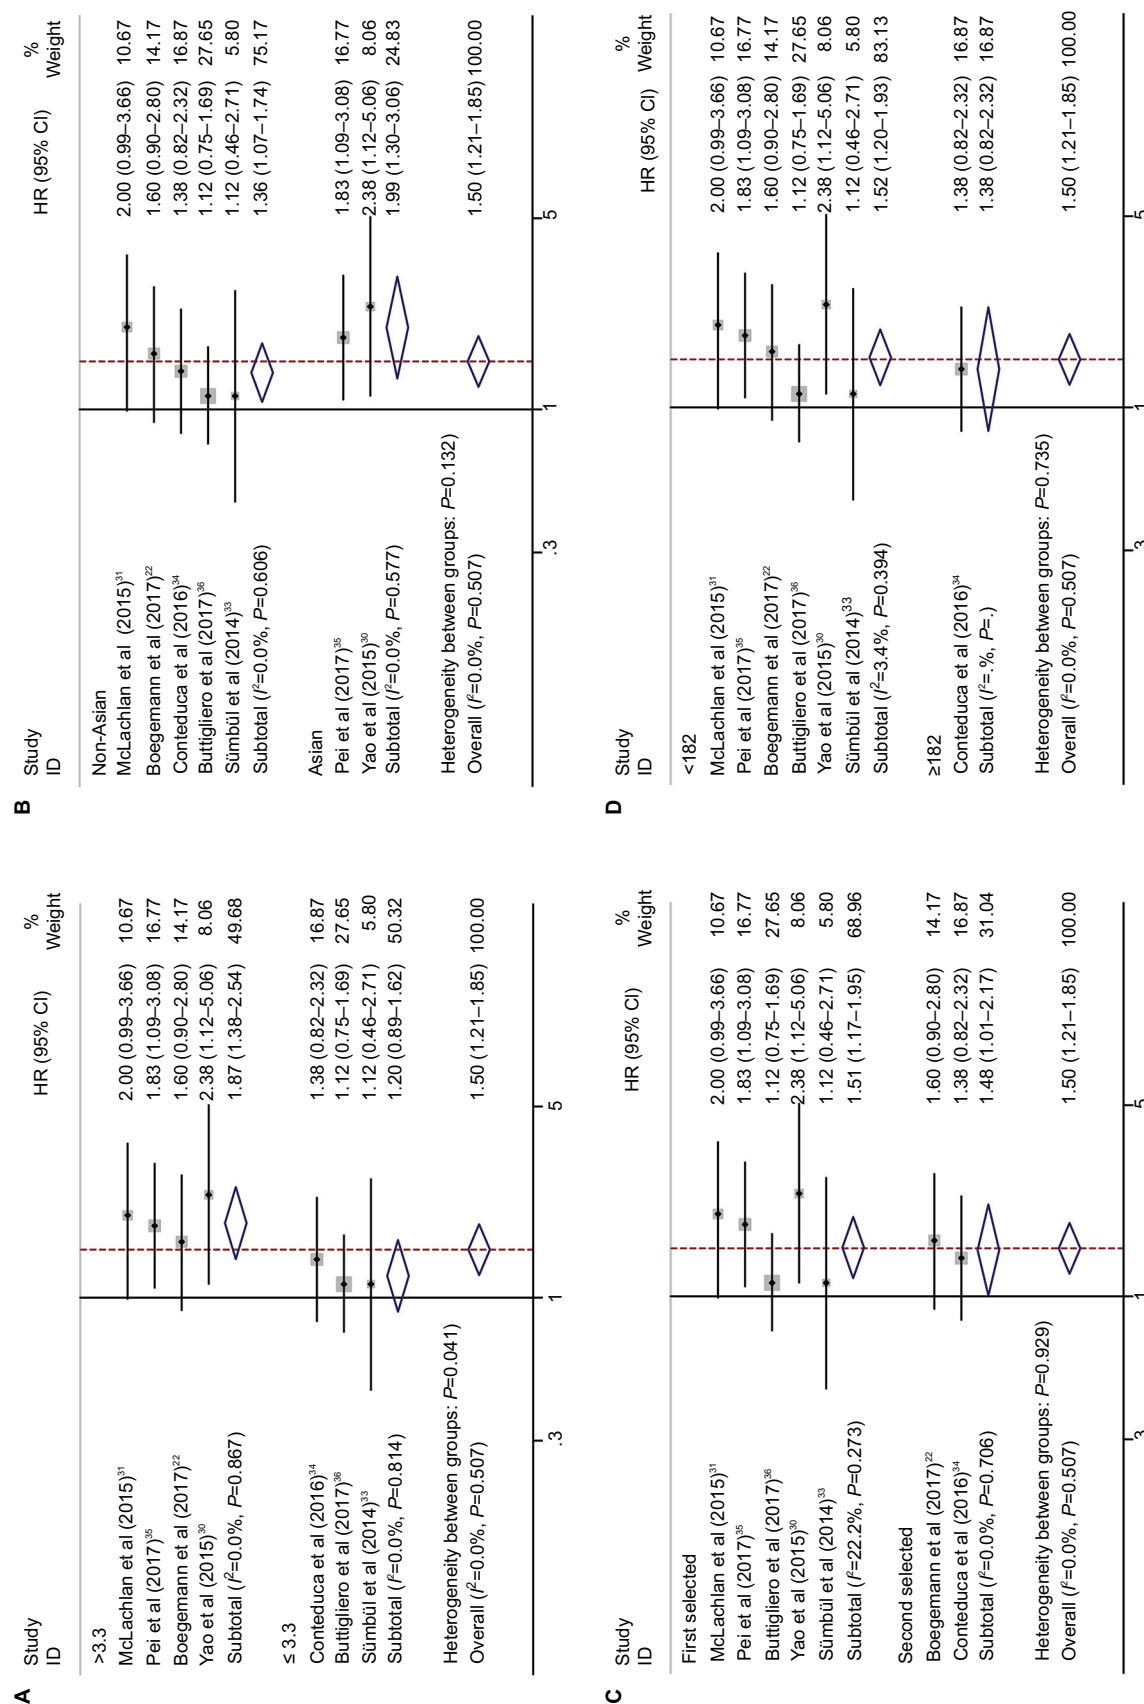 A
Study ID HR (95% CI) % Weight
>3.3
McLachlan et al (2015)31 2.00 (0.99–3.66) 10.67
Pei et al (2017)35 1.83 (1.09–3.08) 16.77
Boegemann et al (2017)22 1.60 (0.90–2.80) 14.17
Yao et al (2015)30 2.38 (1.12–5.06) 8.06
Subtotal (I2=0.0%, P=0.867) 1.87 (1.38–2.54) 49.68
≤ 3.3
Conteduca et al (2016)34 1.38 (0.82–2.32) 16.87
Buttigliero et al (2017)36 1.12 (0.75–1.69) 27.65
Sümbül et al (2014)33 1.12 (0.46–2.71) 5.80
Subtotal (I2=0.0%, P=0.814) 1.20 (0.89–1.62) 50.32
Heterogeneity between groups: P=0.041
Overall (I2=0.0%, P=0.507) 1.50 (1.21–1.85) 100.00
.3 1 5
B
Study ID HR (95% CI) % Weight
Non-Asian
McLachlan et al (2015)31 2.00 (0.99–3.66) 10.67
Boegemann et al (2017)22 1.60 (0.90–2.80) 14.17
Conteduca et al (2016)34 1.38 (0.82–2.32) 16.87
Buttigliero et al (2017)36 1.12 (0.75–1.69) 27.65
Sümbül et al (2014)33 1.12 (0.46–2.71) 5.80
Subtotal (I2=0.0%, P=0.606) 1.36 (1.07–1.74) 75.17
Asian
Pei et al (2017)35 1.83 (1.09–3.08) 16.77
Yao et al (2015)30 2.38 (1.12–5.06) 8.06
Subtotal (I2=0.0%, P=0.577) 1.99 (1.30–3.06) 24.83
Heterogeneity between groups: P=0.132
Overall (I2=0.0%, P=0.507) 1.50 (1.21–1.85) 100.00
.3 1 5
C
Study ID HR (95% CI) % Weight
First selected
McLachlan et al (2015)31 2.00 (0.99–3.66) 10.67
Pei et al (2017)35 1.83 (1.09–3.08) 16.77
Buttigliero et al (2017)36 1.12 (0.75–1.69) 27.65
Yao et al (2015)30 2.38 (1.12–5.06) 8.06
Sümbül et al (2014)33 1.12 (0.46–2.71) 5.80
Subtotal (I2=22.2%, P=0.273) 1.51 (1.17–1.95) 68.96
Second selected
Boegemann et al (2017)22 1.60 (0.90–2.80) 14.17
Conteduca et al (2016)34 1.38 (0.82–2.32) 16.87
Subtotal (I2=0.0%, P=0.706) 1.48 (1.01–2.17) 31.04
Heterogeneity between groups: P=0.929
Overall (I2=0.0%, P=0.507) 1.50 (1.21–1.85) 100.00
.3 1 5
D
Study ID HR (95% CI) % Weight
<182
McLachlan et al (2015)31 2.00 (0.99–3.66) 10.67
Pei et al (2017)35 1.83 (1.09–3.08) 16.77
Boegemann et al (2017)22 1.60 (0.90–2.80) 14.17
Buttigliero et al (2017)36 1.12 (0.75–1.69) 27.65
Yao et al (2015)30 2.38 (1.12–5.06) 8.06
Sümbül et al (2014)33 1.12 (0.46–2.71) 5.80
Subtotal (I2=3.4%, P=0.394) 1.52 (1.20–1.93) 83.13
≥182
Conteduca et al (2016)34 1.38 (0.82–2.32) 16.87
Subtotal (I2=.%, P=.) 1.38 (0.82–2.32) 16.87
Heterogeneity between groups: P=0.735
Overall (I2=0.0%, P=0.507) 1.50 (1.21–1.85) 100.00
.3 1 5